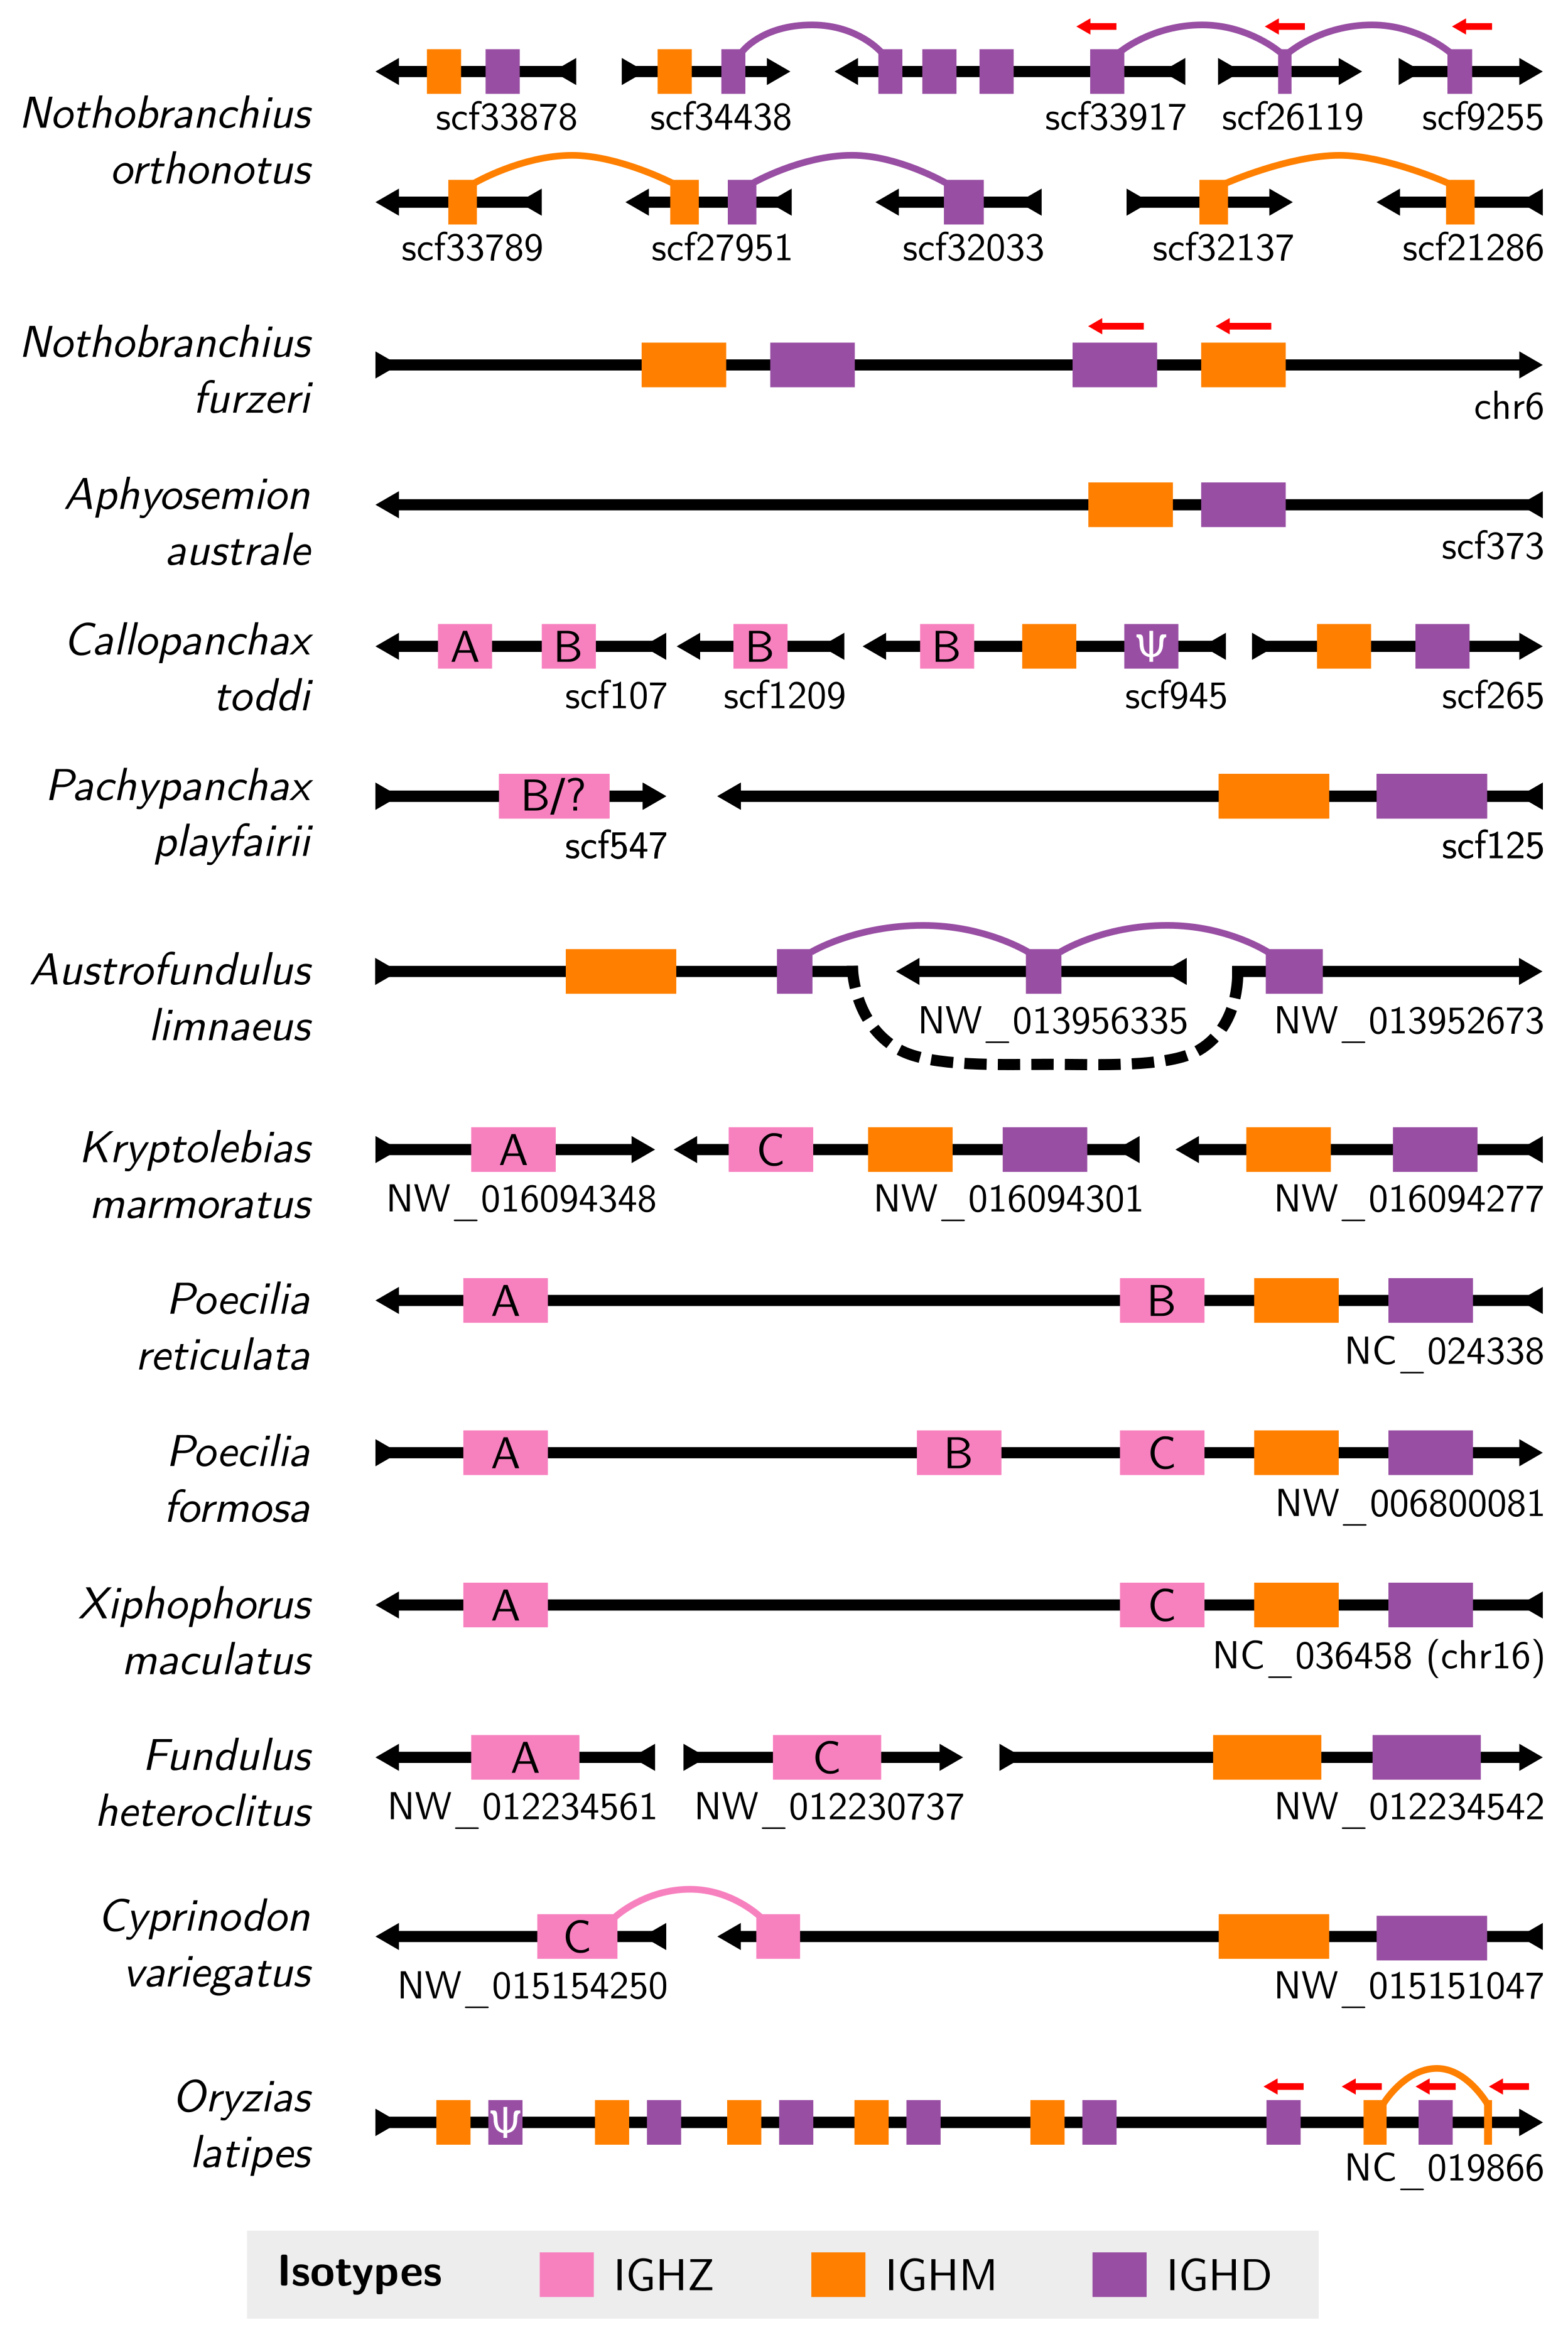 Nothobranchius
orthonotus
scf33878 scf34438 scf33917 scf26119 scf9255
scf33789 scf27951 scf32033 scf32137 scf21286
Nothobranchius
furzeri
chr6
Aphyosemion
australe
scf373
Callopanchax
toddi
A B B B ψ
scf107 scf1209 scf945 scf265
Pachypanchax
playfairii
B/?
scf547 scf125
Austrofundulus
limnaeus
NW_013956335 NW_013952673
Kryptolebias
marmoratus
A C
NW_016094348 NW_016094301 NW_016094277
Poecilia
reticulata
A B
NC_024338
Poecilia
formosa
A B C
NW_006800081
Xiphophorus
maculatus
A C
NC_036458 (chr16)
Fundulus
heteroclitus
A C
NW_012234561 NW_012230737 NW_012234542
Cyprinodon
variegatus
C
NW_015154250 NW_015151047
Oryzias
latipes
ψ
NC_019866
Isotypes IGHZ IGHM IGHD